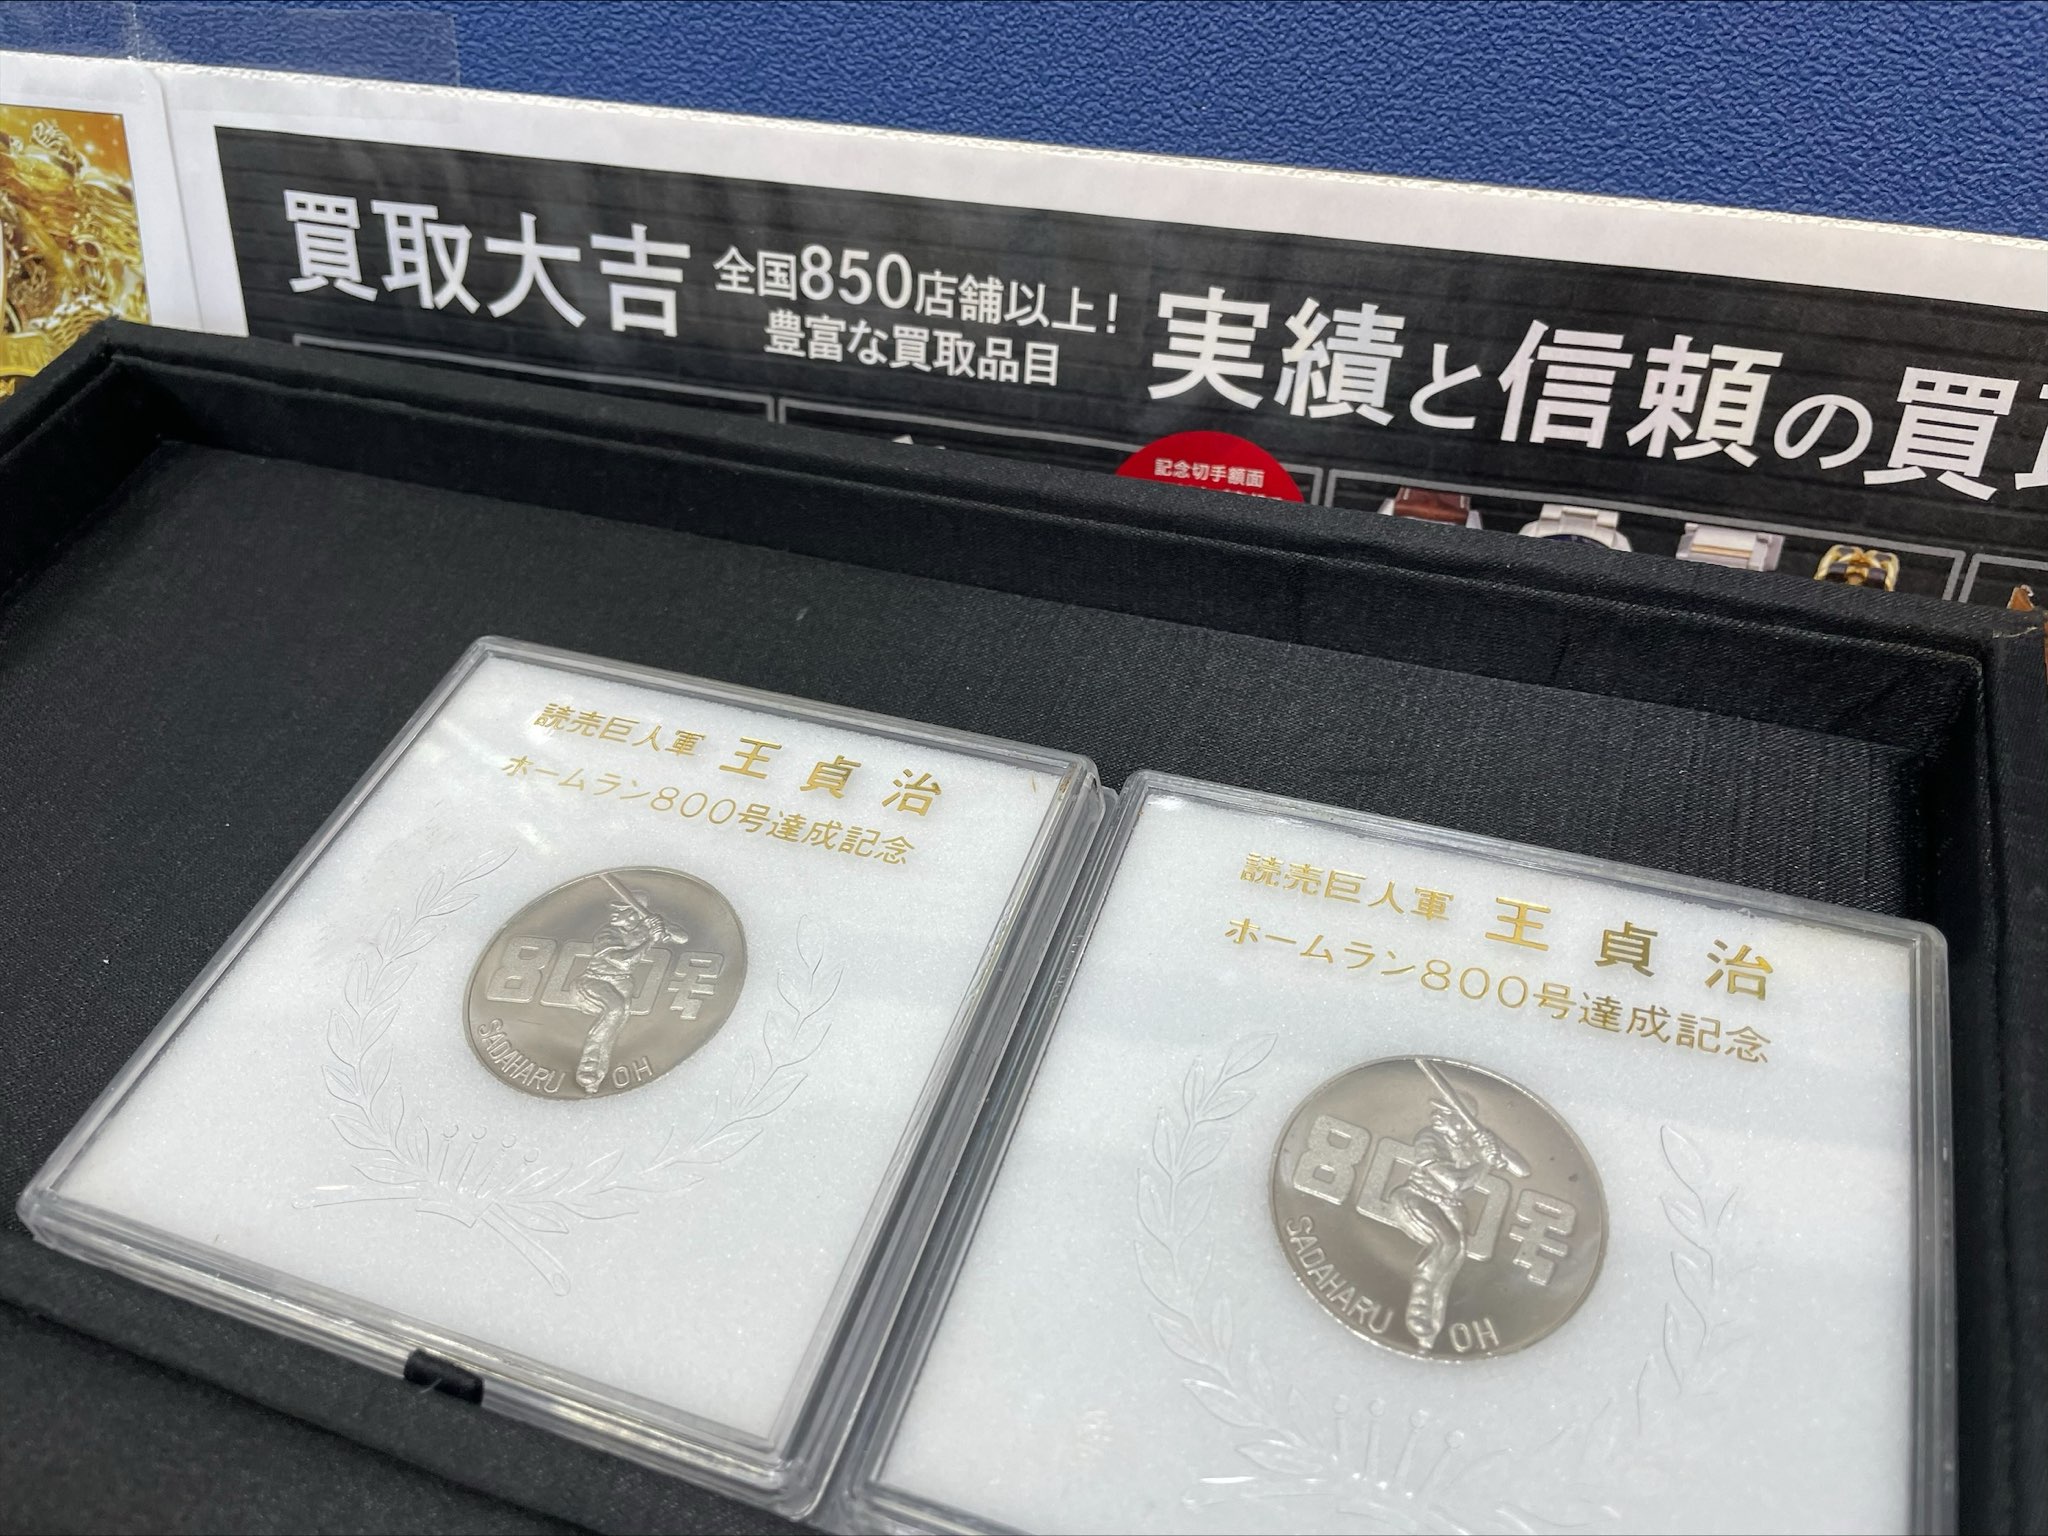 買取大吉
全国850店舗以上!
豊富な買取品目
実績と信頼の買
記念切手額面
読売巨人軍 王貞治
ホームラン800号達成記念
800号
SADAHARU OH
読売巨人軍 王貞治
ホームラン800号達成記念
800号
SADAHARU OH